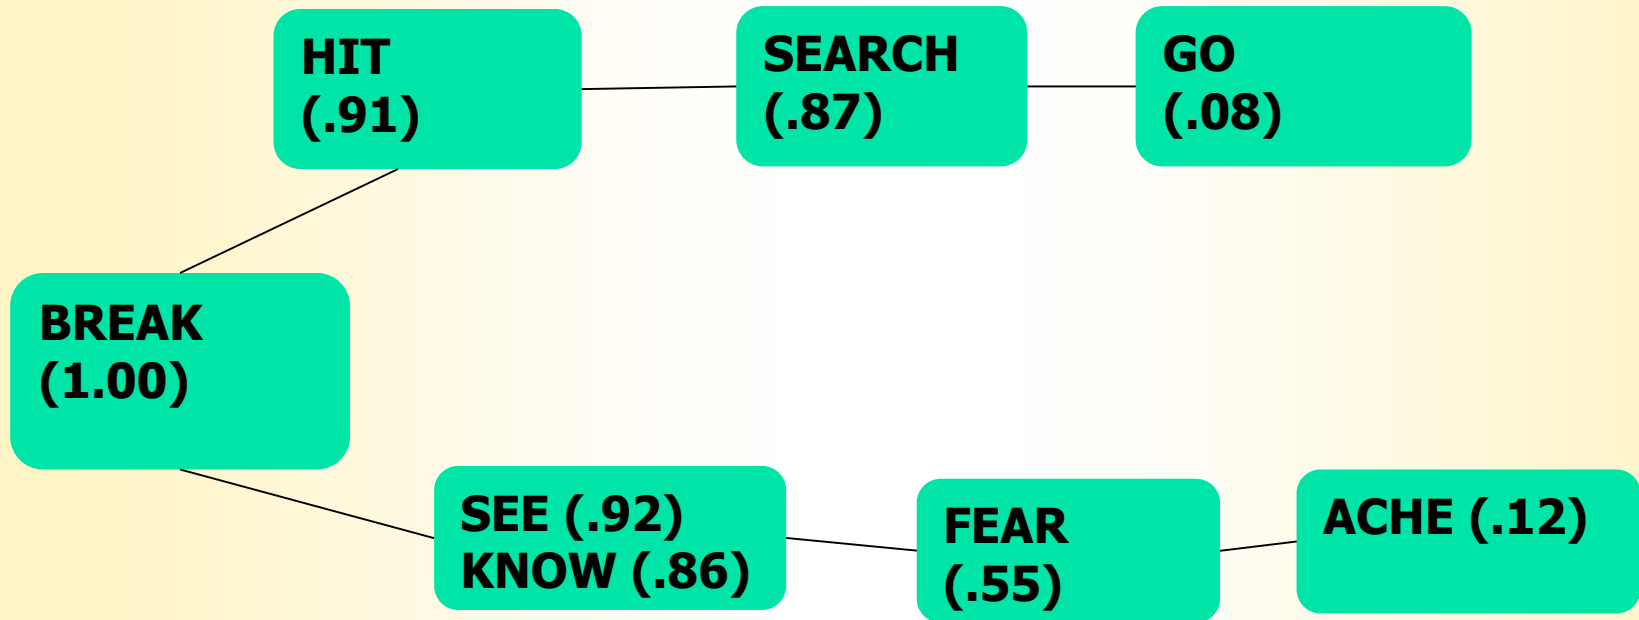 HIT
(.91)
SEARCH
(.87)
GO
(.08)
BREAK
(1.00)
SEE (.92)
KNOW (.86)
FEAR
(.55)
ACHE (.12)